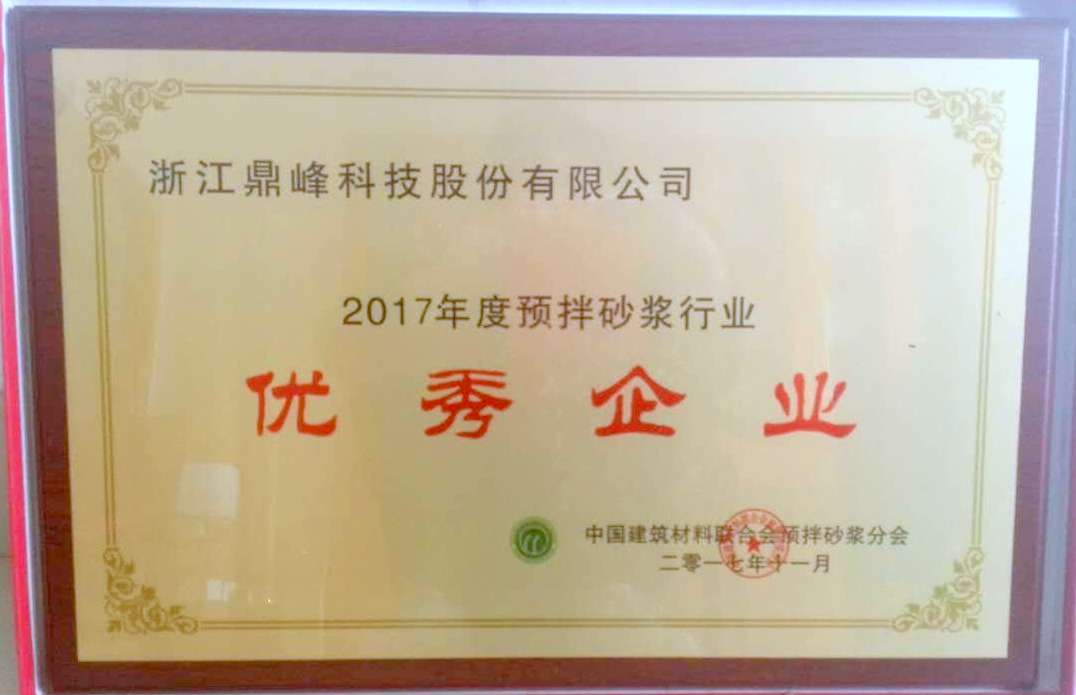 浙江鼎峰科技股份有限公司
2017年度预拌砂浆行业
优秀企业
中国建筑材料联合会预拌砂浆分会
二零一七年十一月